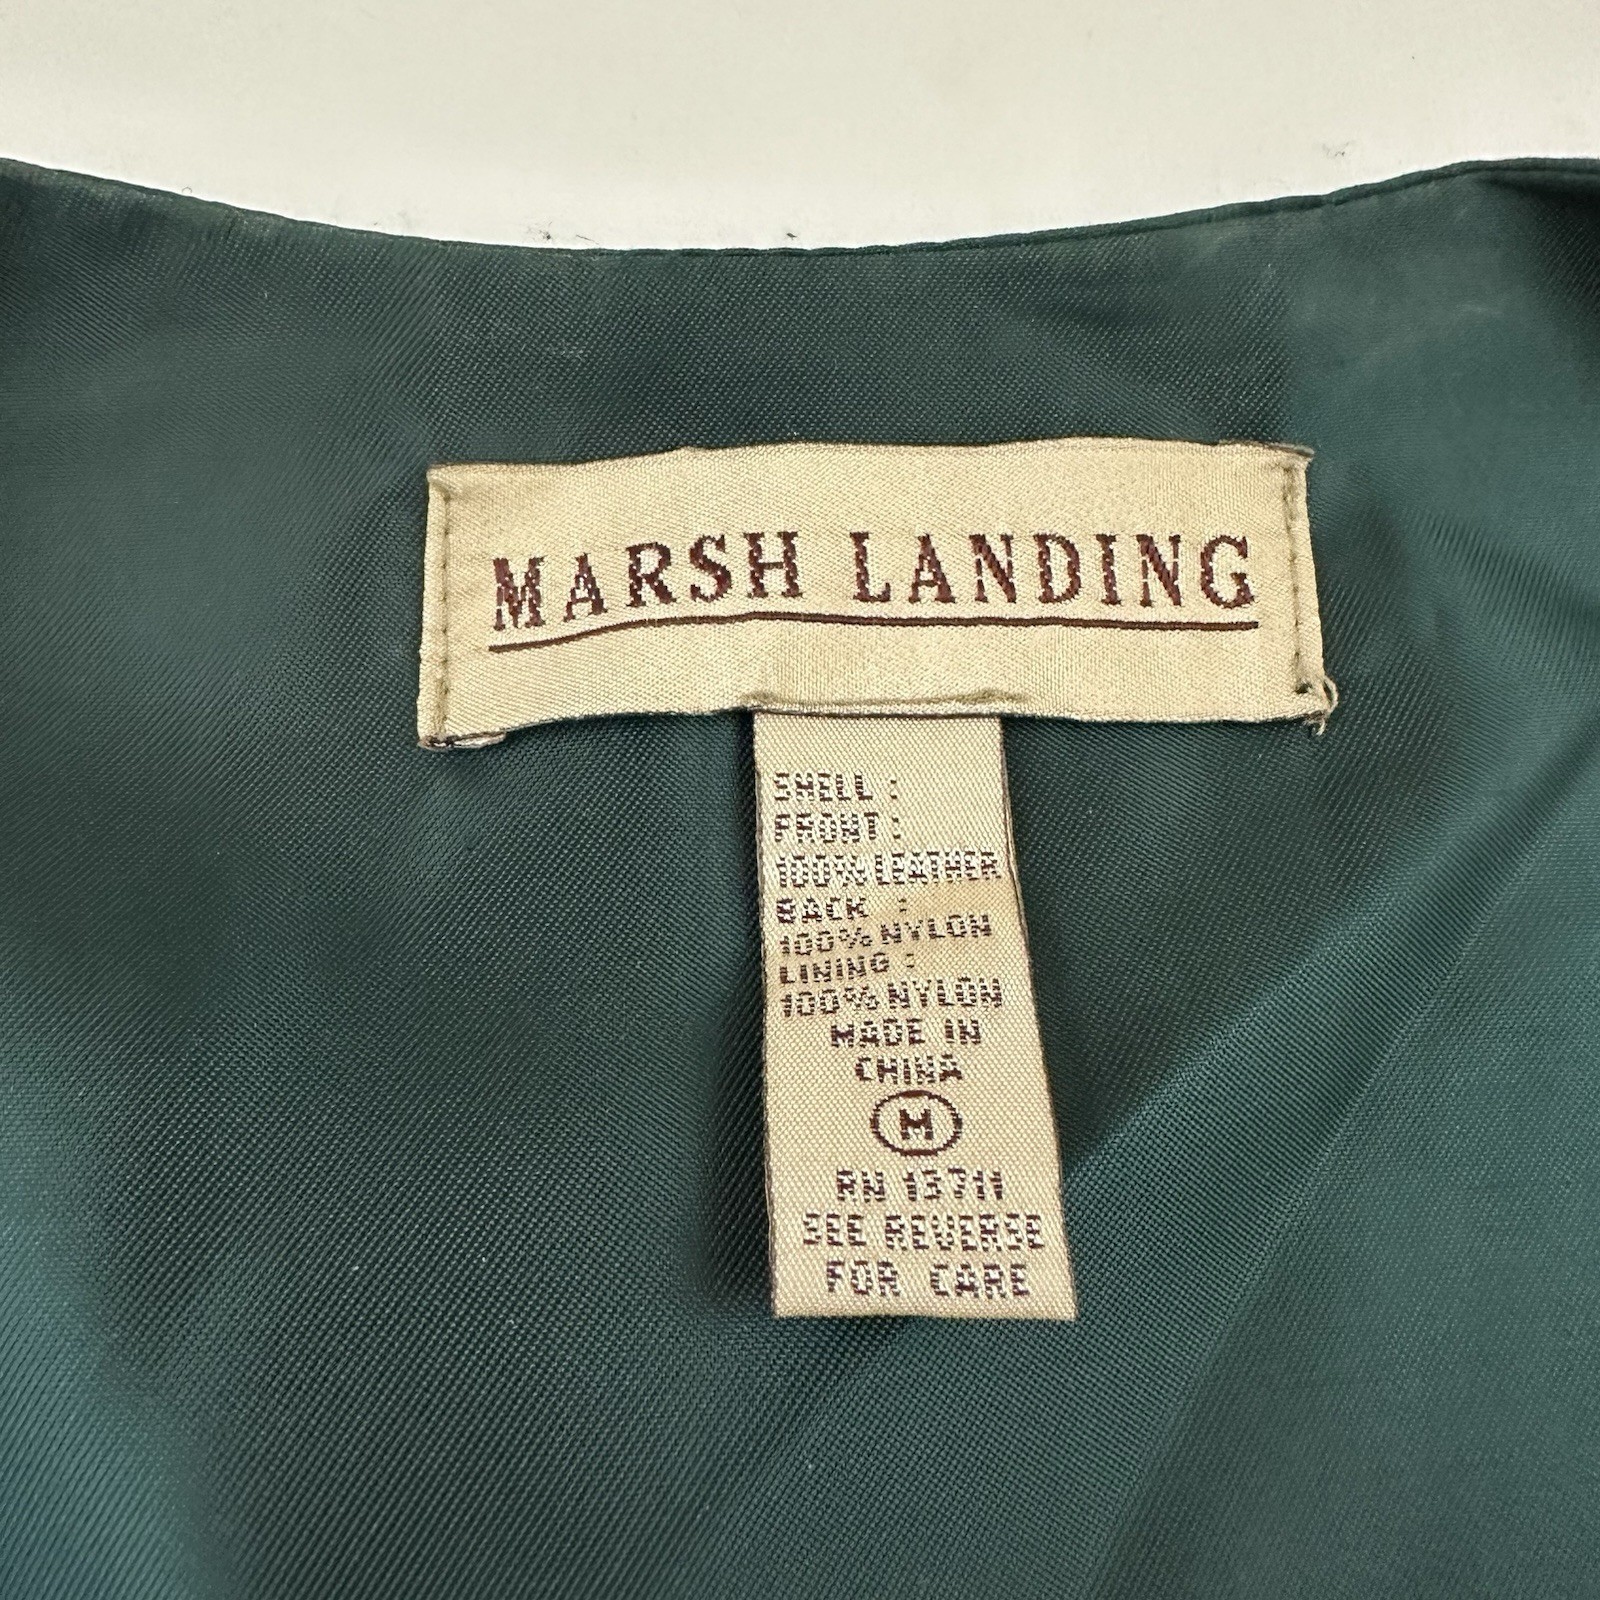 MARSH LANDING
SHELL :
FRONT :
100% LEATHER
BACK :
100% NYLON
LINING :
100% NYLON
MADE IN
CHINA
M
RN 15711
SEE REVERSE
FOR CARE